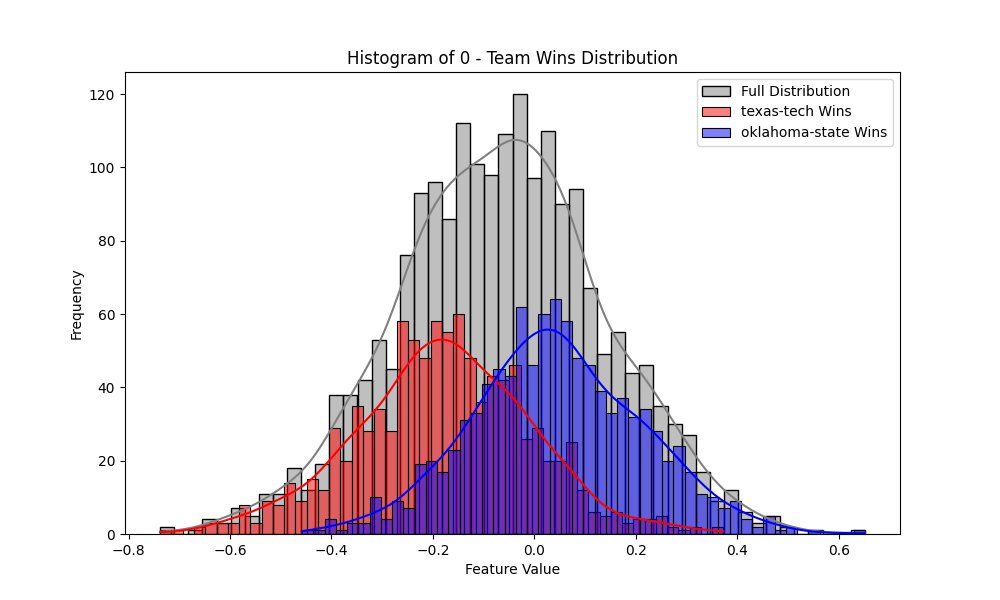 Histogram of 0 - Team Wins Distribution
Full Distribution
texas-tech Wins
oklahoma-state Wins
Frequency
120
100
80
60
40
20
0
−0.8 −0.6 −0.4 −0.2 0.0 0.2 0.4 0.6
Feature Value